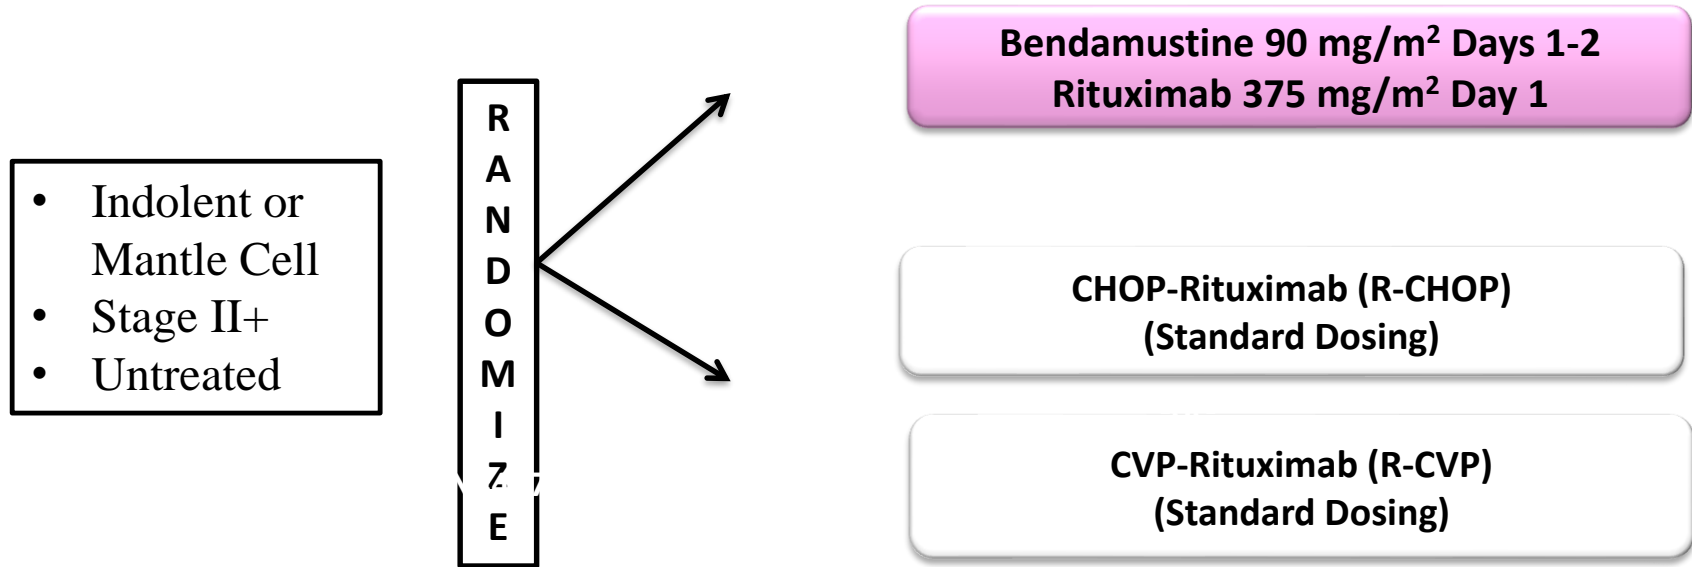 • Indolent or
Mantle Cell
• Stage II+
• Untreated
R
A
N
D
O
M
I
Z
E
Bendamustine 90 mg/m² Days 1-2
Rituximab 375 mg/m² Day 1
CHOP-Rituximab (R-CHOP)
(Standard Dosing)
CVP-Rituximab (R-CVP)
(Standard Dosing)